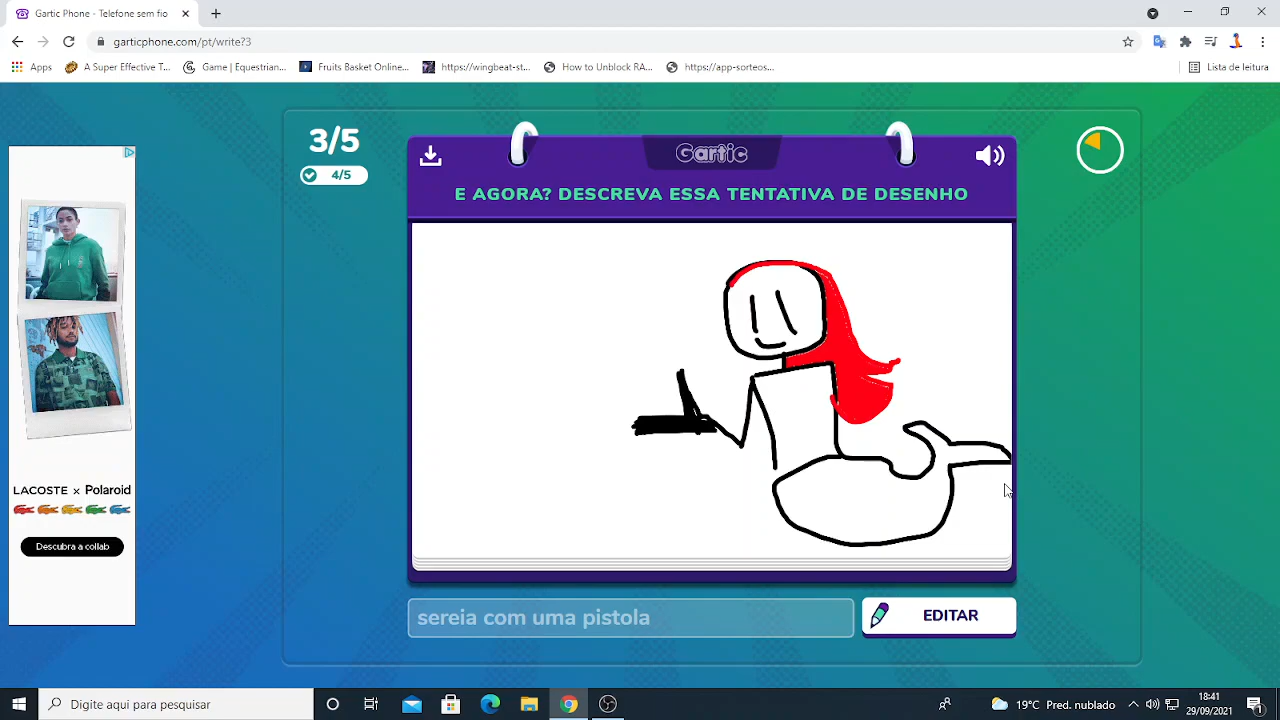 Gartic Phone - Telefone sem fio
garticphone.com/pt/write?3
Apps
A Super Effective T...
Game | Equestrian...
Fruits Basket Online...
https://wingbeat-st...
How to Unblock RA...
https://app-sorteos...
Lista de leitura
3/5
4/5
Gartic
E AGORA? DESCREVA ESSA TENTATIVA DE DESENHO
LACOSTE x Polaroid
Descubra a collab
sereia com uma pistola
EDITAR
Digite aqui para pesquisar
19°C Pred. nublado
18:41
29/09/2021
1